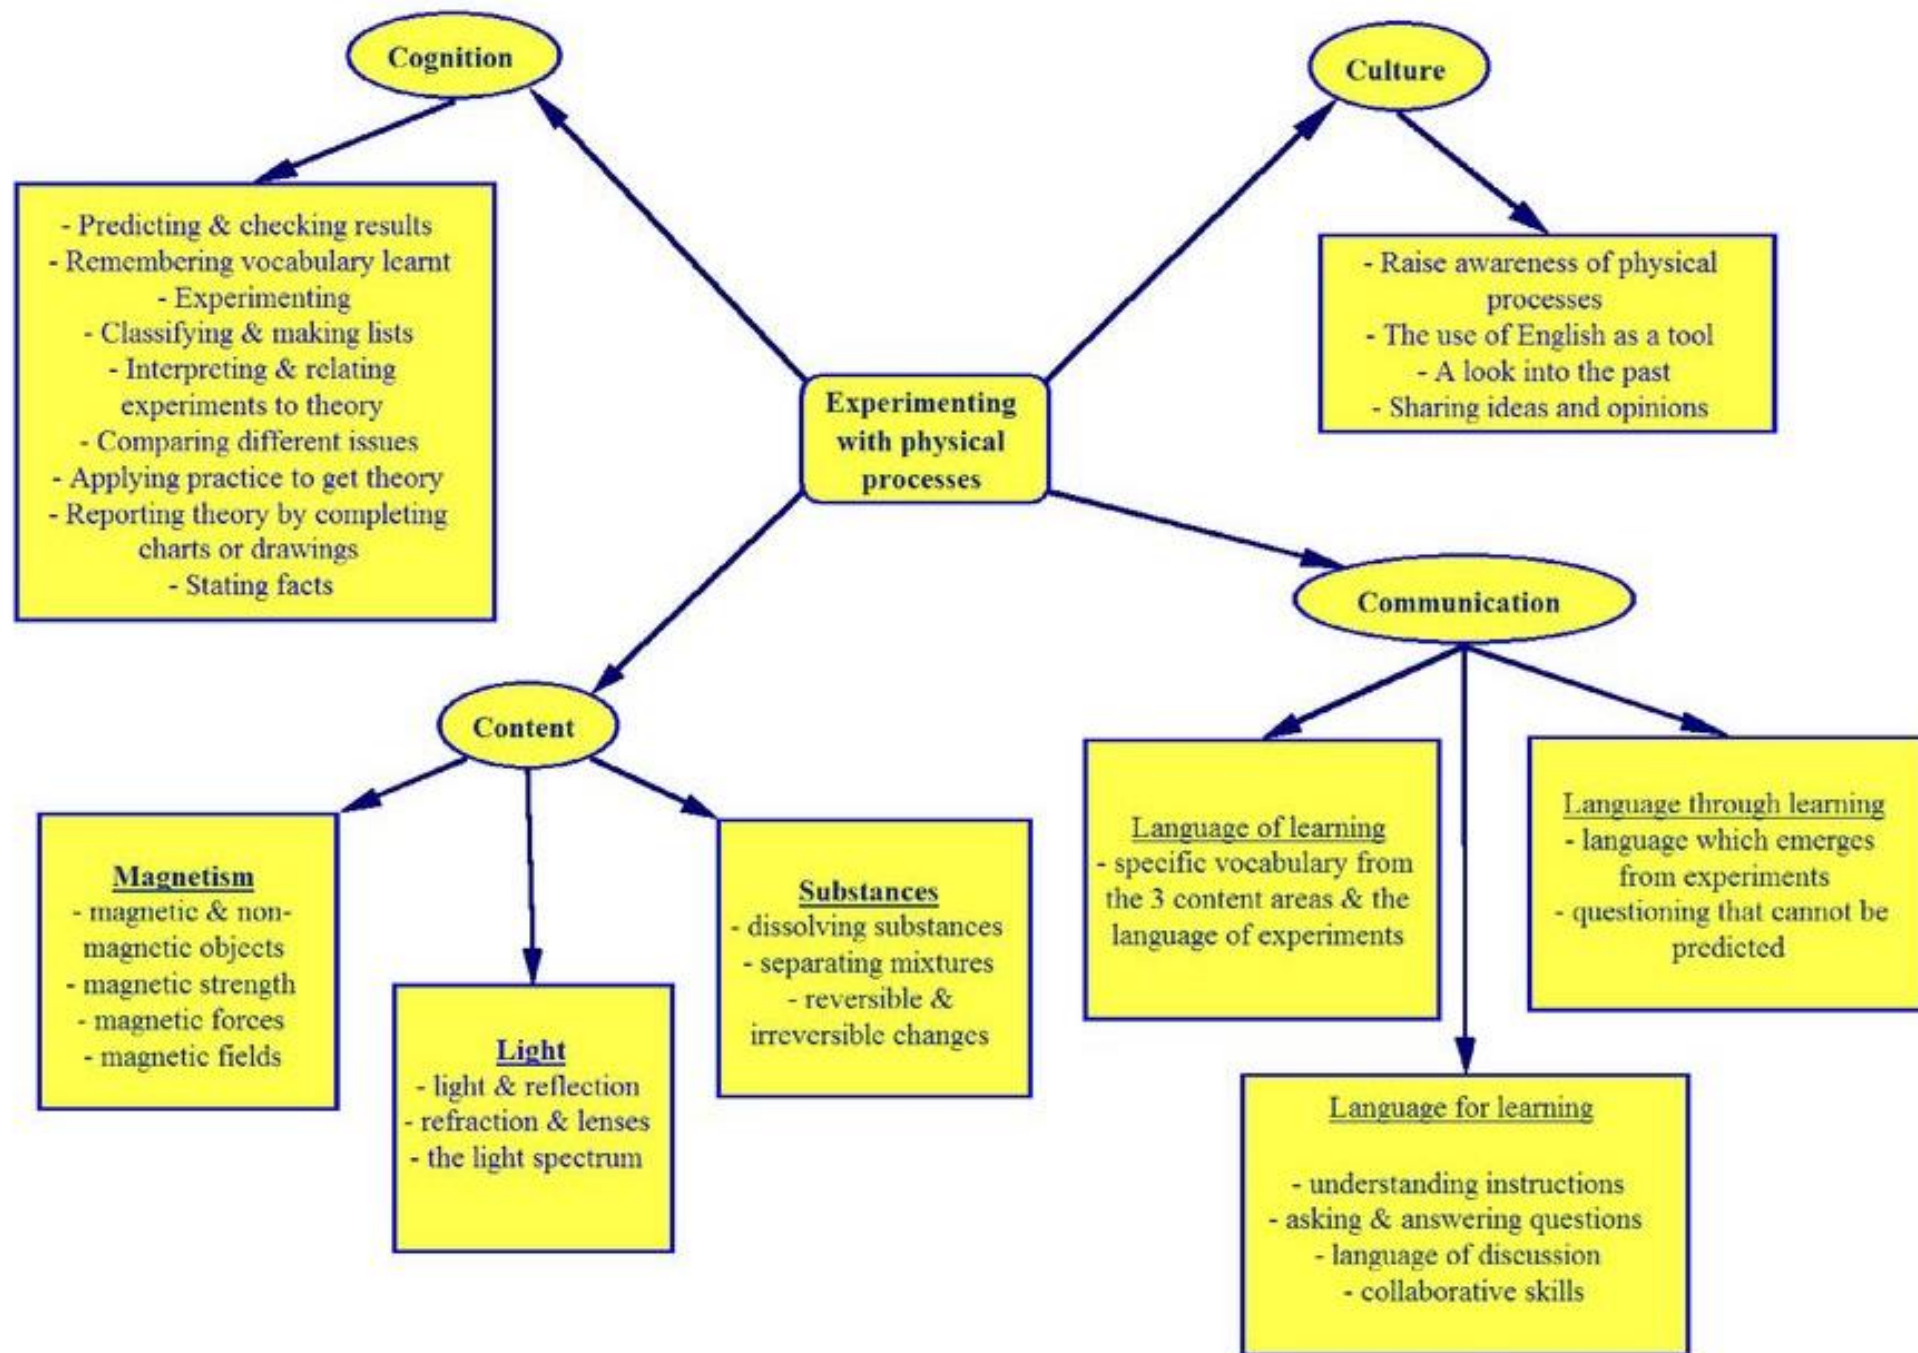 Cognition
- Predicting & checking results
- Remembering vocabulary learnt
- Experimenting
- Classifying & making lists
- Interpreting & relating
experiments to theory
- Comparing different issues
- Applying practice to get theory
- Reporting theory by completing
charts or drawings
- Stating facts
Culture
- Raise awareness of physical
processes
- The use of English as a tool
- A look into the past
- Sharing ideas and opinions
Experimenting
with physical
processes
Content
Magnetism
- magnetic & non-
magnetic objects
- magnetic strength
- magnetic forces
- magnetic fields
Light
- light & reflection
- refraction & lenses
- the light spectrum
Substances
- dissolving substances
- separating mixtures
- reversible &
irreversible changes
Communication
Language of learning
- specific vocabulary from
the 3 content areas & the
language of experiments
Language through learning
- language which emerges
from experiments
- questioning that cannot be
predicted
Language for learning
- understanding instructions
- asking & answering questions
- language of discussion
- collaborative skills